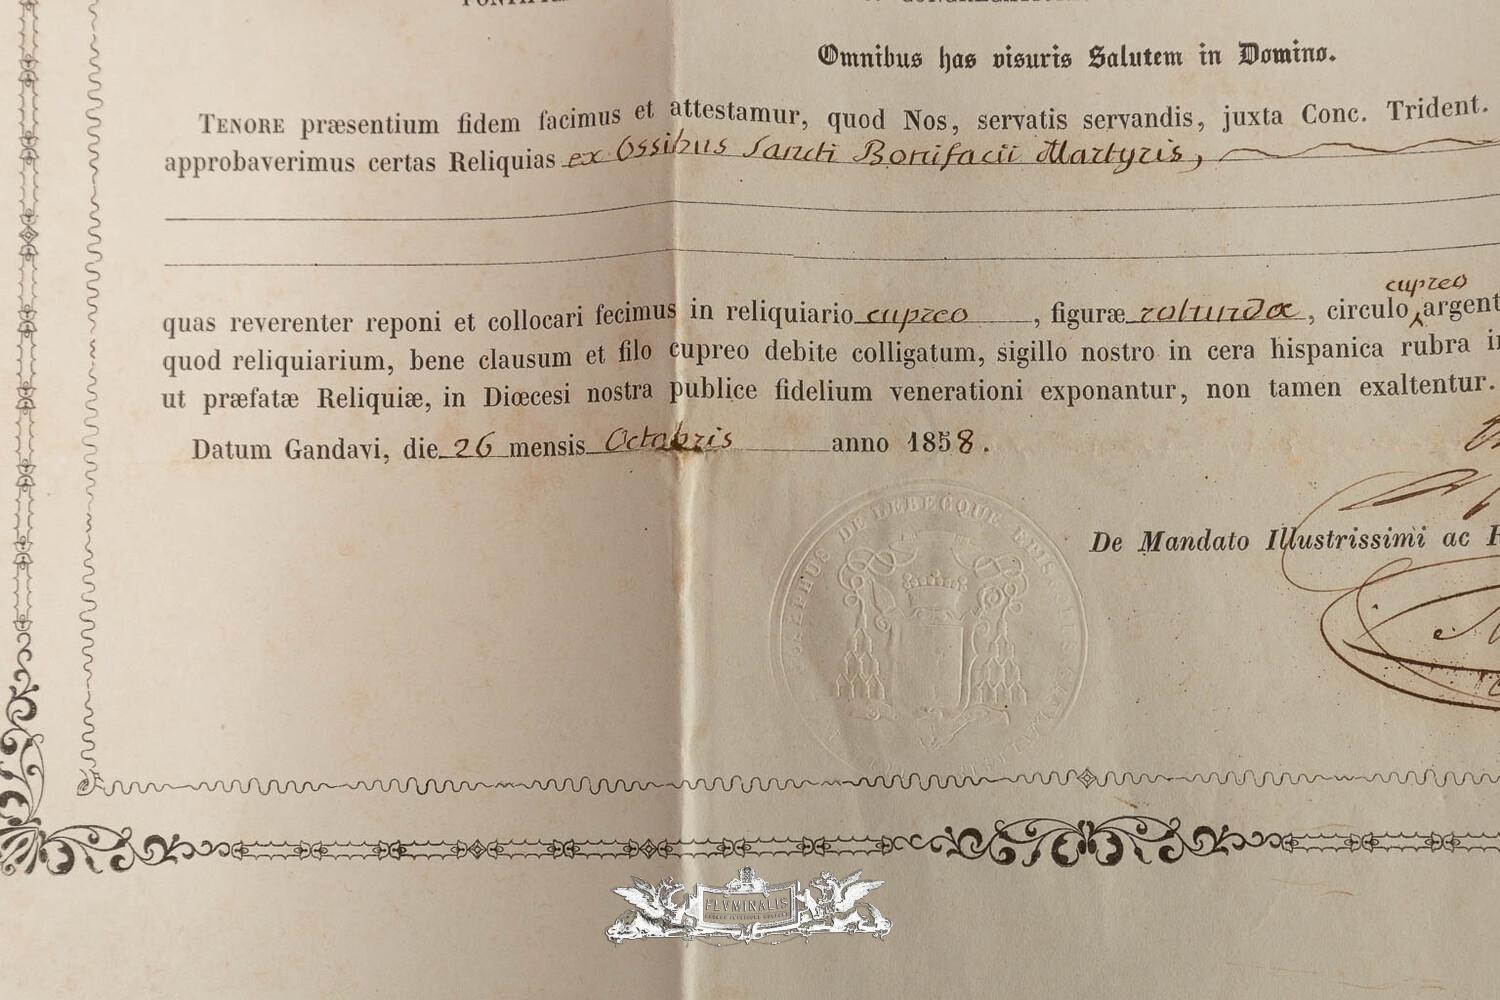 Omnibus has visuris Salutem in Domino.
TENORE præsentium fidem facimus et attestamur, quod Nos, servatis servandis, juxta Conc. Trident.
approbaverimus certas Reliquias ex Ossibus Sancti Bonifacii Martyris,
cupreo
quas reverenter reponi et collocari fecimus in reliquiario cupreo, figuræ rotundæ, circulo argent
quod reliquiarium, bene clausum et filo cupreo debite colligatum, sigillo nostro in cera hispanica rubra
ut præfatæ Reliquiæ, in Diœcesi nostra publice fidelium venerationi exponantur, non tamen exaltentur.
Datum Gandavi, die 26 mensis Octobris anno 1858.
DE LEBECQUE
De Mandato Illustrissimi ac
FLVMINALIS